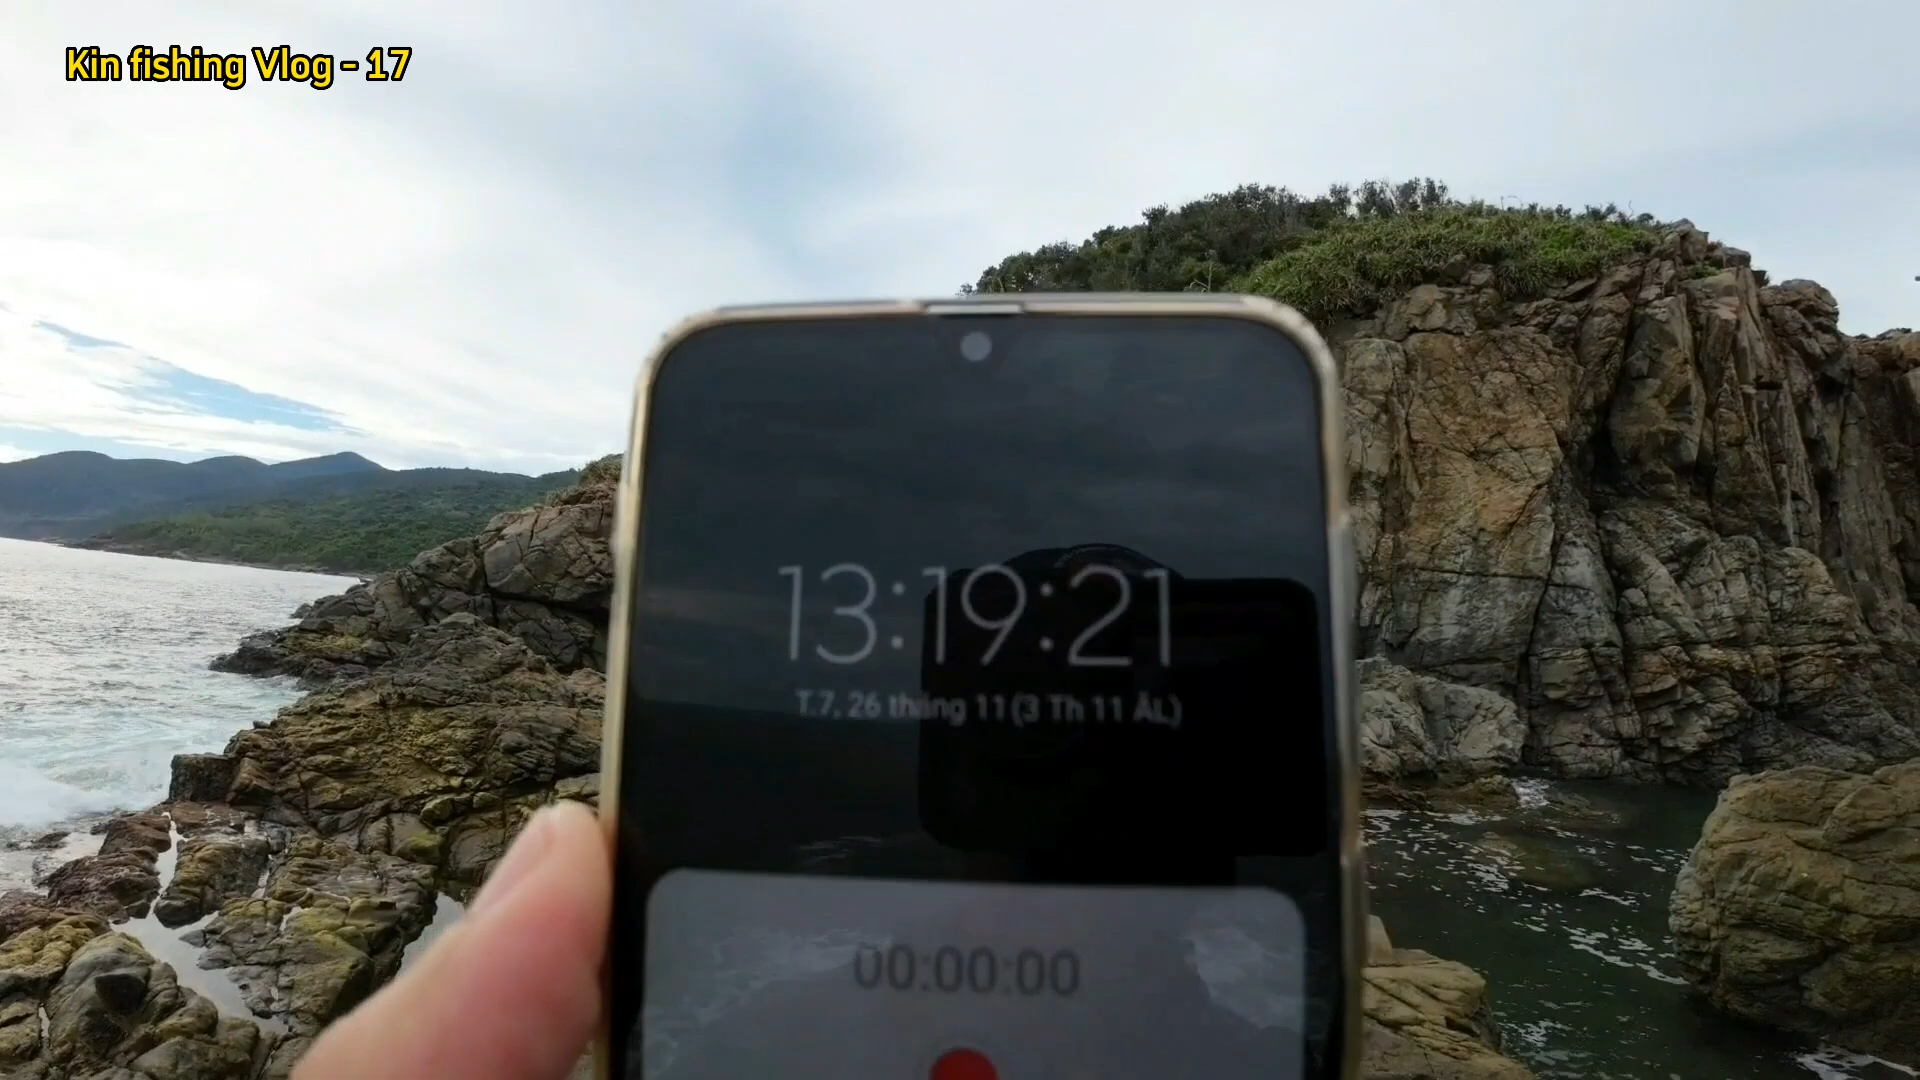 Kin fishing Vlog - 17
13:19:21
T.7, 26 tháng 11 (3 Th 11 ÂL)
00:00:00